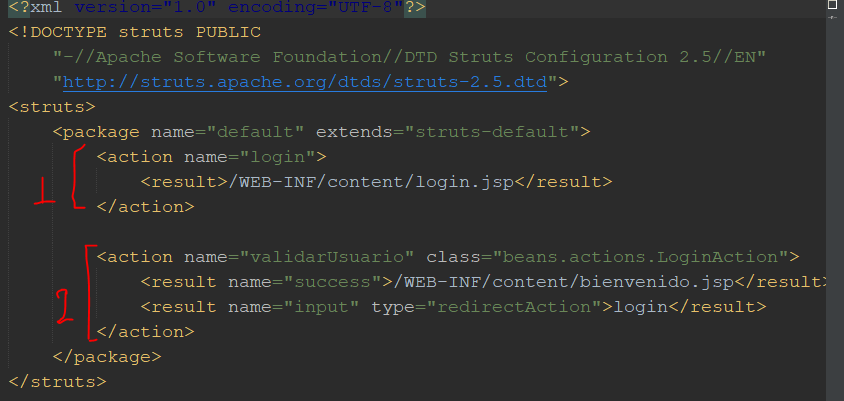 <?xml version="1.0" encoding="UTF-8"?>
<!DOCTYPE struts PUBLIC
"-//Apache Software Foundation//DTD Struts Configuration 2.5//EN"
"http://struts.apache.org/dtds/struts-2.5.dtd">
<struts>
<package name="default" extends="struts-default">
<action name="login">
1
<result>/WEB-INF/content/login.jsp</result>
</action>
<action name="validarUsuario" class="beans.actions.LoginAction">
<result name="success">/WEB-INF/content/bienvenido.jsp</result>
2
<result name="input" type="redirectAction">login</result>
</action>
</package>
</struts>